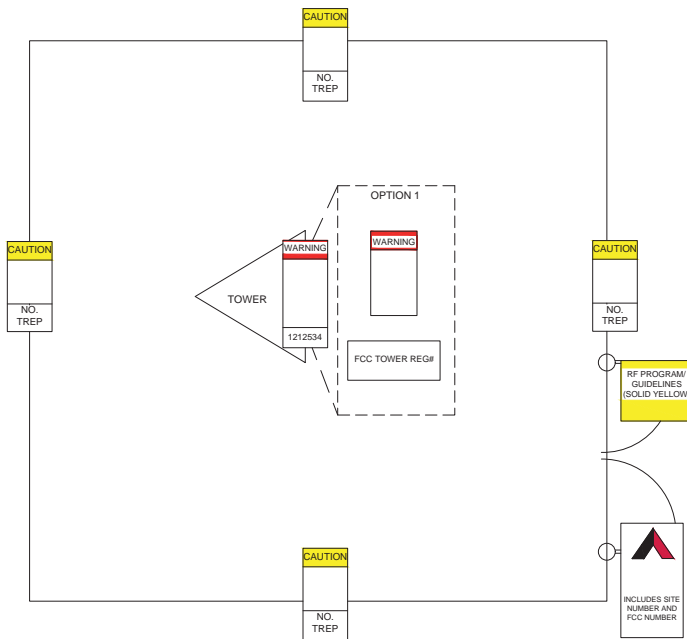 CAUTION
NO.
TREP
OPTION 1
WARNING
WARNING
TOWER
1212534
FCC TOWER REG#
CAUTION
NO.
TREP
CAUTION
NO.
TREP
RF PROGRAM/
GUIDELINES
(SOLID YELLOW
INCLUDES SITE
NUMBER AND
FCC NUMBER
CAUTION
NO.
TREP